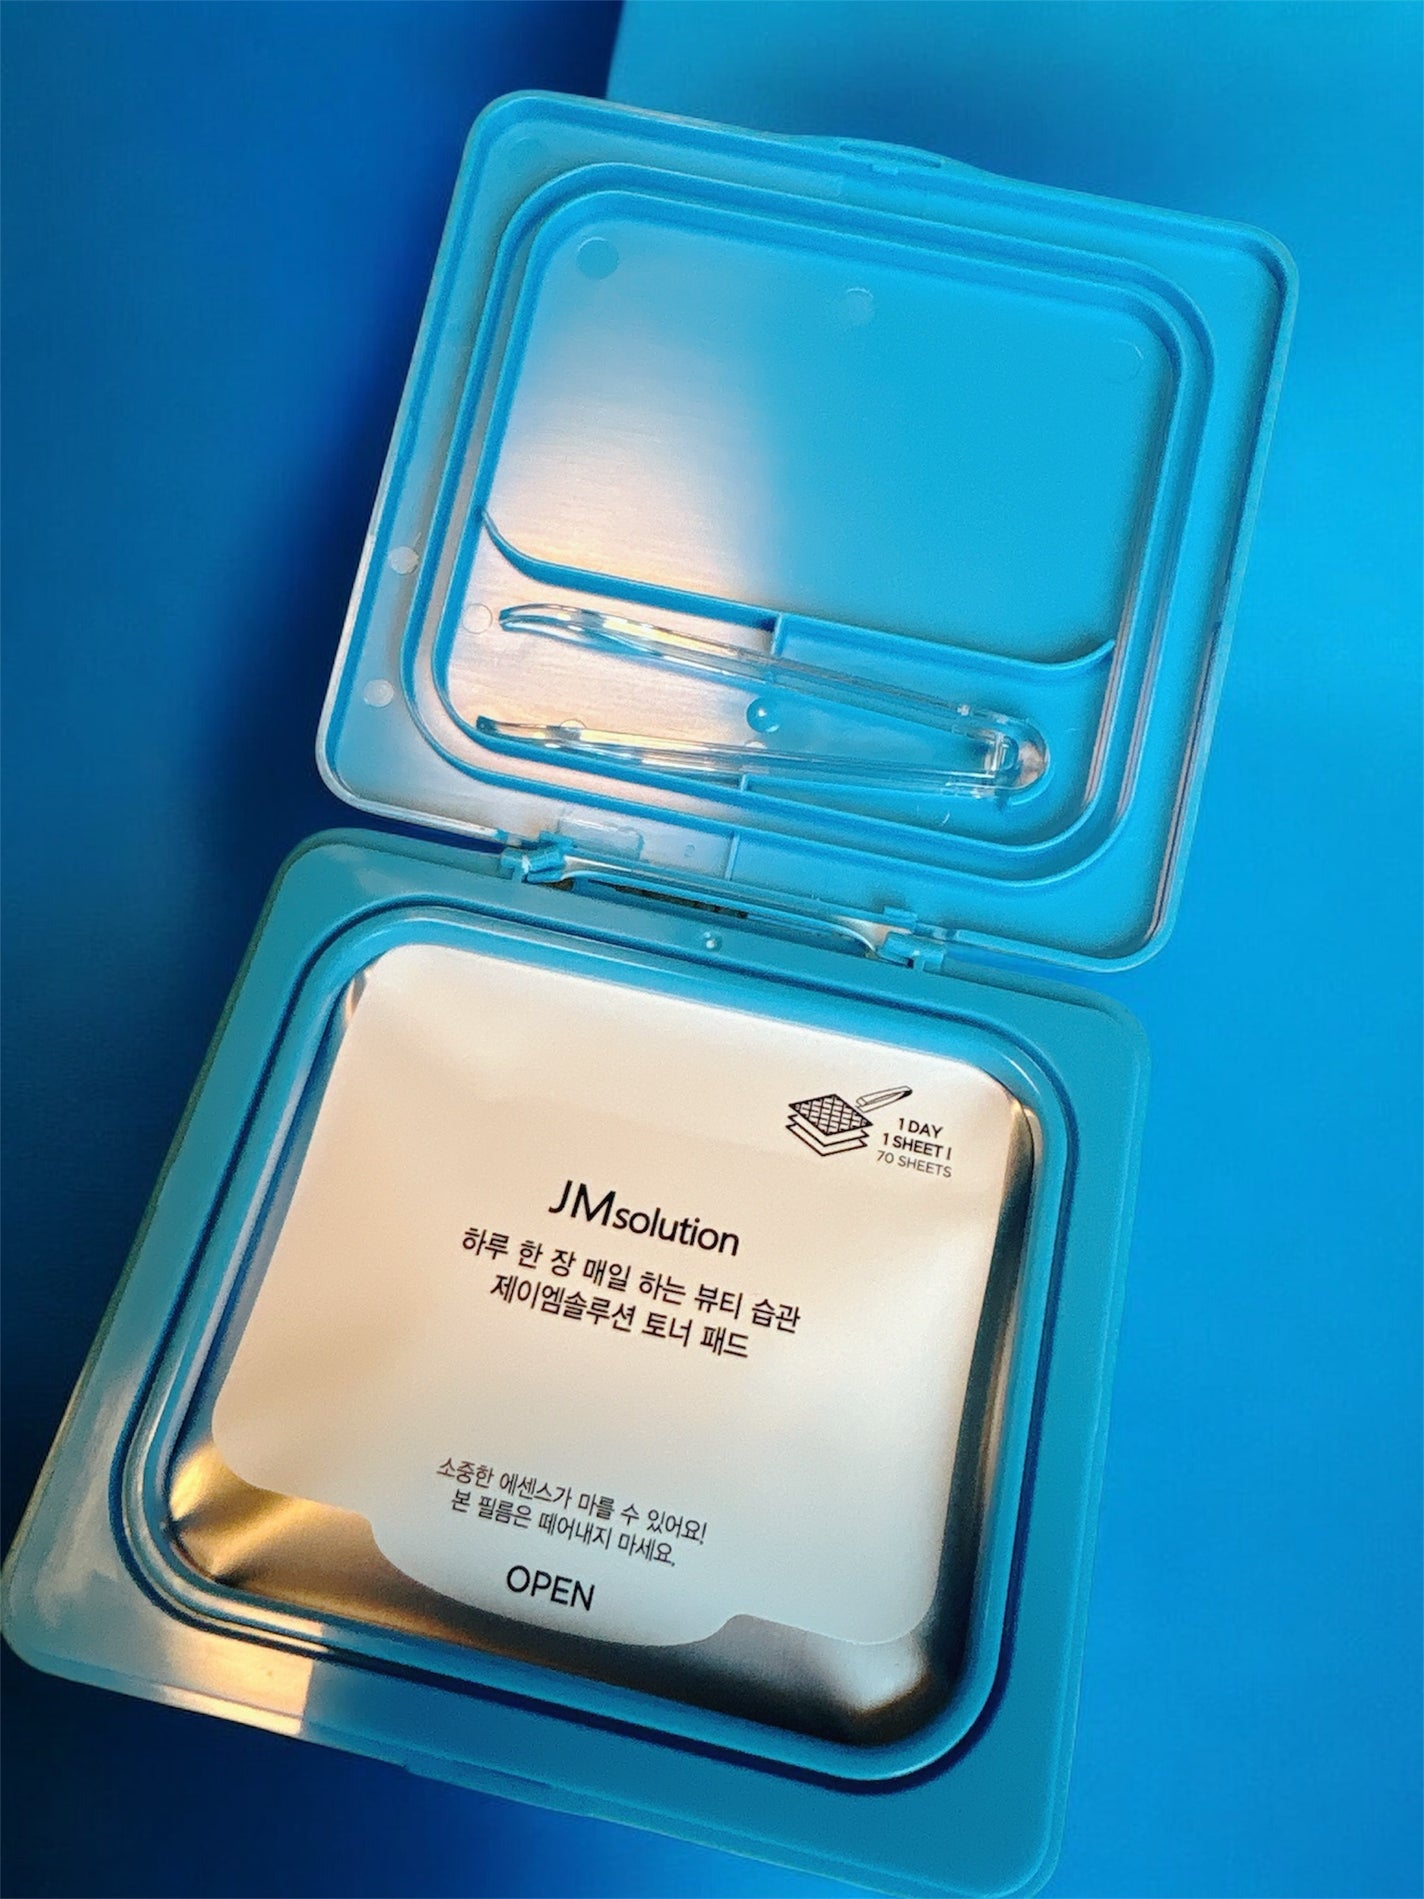 1 DAY
1 SHEET !
70 SHEETS
JMsolution
하루 한 장 매일 하는 뷰티 습관
제이엠솔루션 토너 패드
소중한 에센스가 마를 수 있어요!
본 필름은 떼어내지 마세요.
OPEN